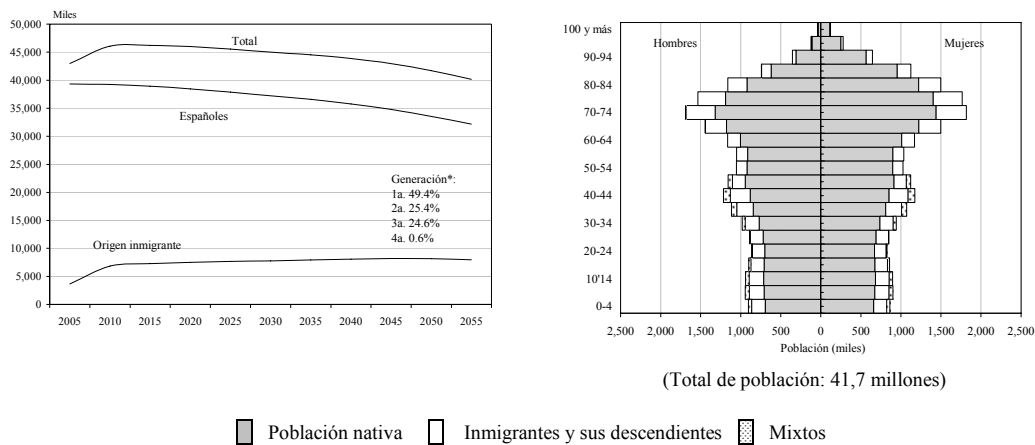 Miles
50,000
45,000
40,000
35,000
30,000
25,000
20,000
15,000
10,000
5,000
0
Total
Españoles
Generación*:
1a. 49.4%
2a. 25.4%
3a. 24.6%
4a. 0.6%
Origen inmigrante
2005 2010 2015 2020 2025 2030 2035 2040 2045 2050 2055
100 y más
90-94
80-84
70-74
60-64
50-54
40-44
30-34
20-24
10'14
0-4
Hombres Mujeres
2,500 2,000 1,500 1,000 500 0 500 1,000 1,500 2,000 2,500
Población (miles)
(Total de población: 41,7 millones)
Población nativa Inmigrantes y sus descendientes Mixtos